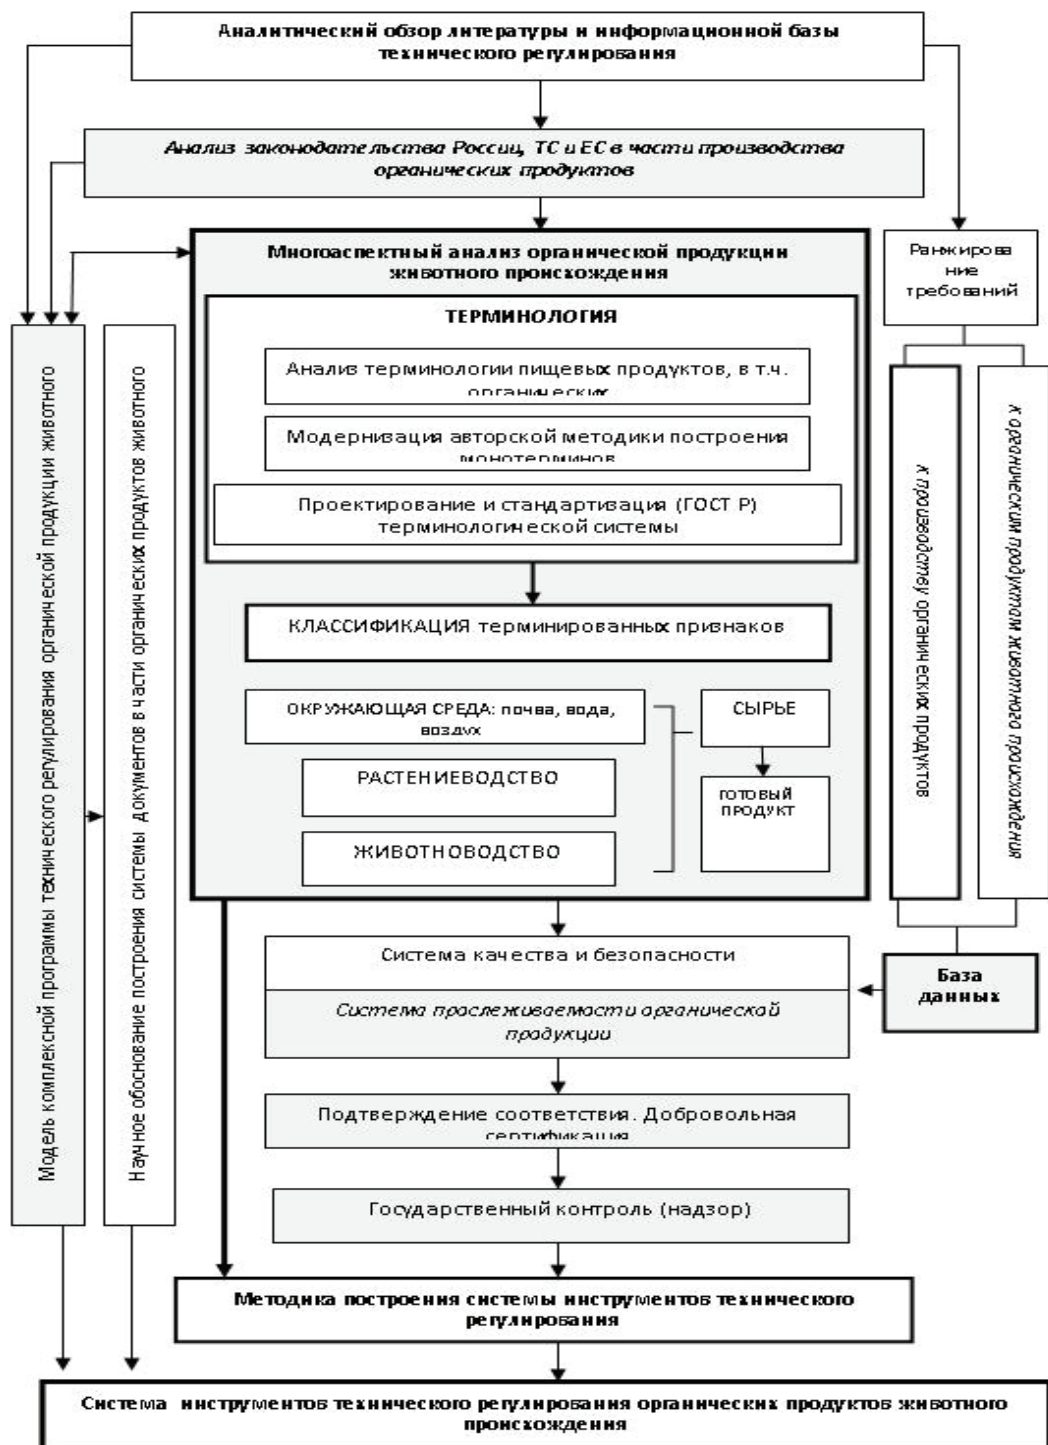 Аналитический обзор литературы и информационной базы
технического регулирования
Анализ законодательства России, ТС и ЕС в части производства
органических продуктов
Многоаспектный анализ органической продукции
животного происхождения
Ранжирова
ние
требований
ТЕРМИНОЛОГИЯ
Анализ терминологии пищевых продуктов, в т.ч.
органических
Модернизация авторской методики построения
монотерминов
Проектирование и стандартизация (ГОСТ Р)
терминологической системы
КЛАССИФИКАЦИЯ терминированных признаков
ОКРУЖАЮЩАЯ СРЕДА: почва, вода,
воздух
РАСТЕНИЕВОДСТВО
ЖИВОТНОВОДСТВО
СЫРЬЕ
ГОТОВЫЙ
ПРОДУКТ
Модель комплексной программы технического регулирования органической продукции животного
Научное обоснование построения системы документов в части органических продуктов животного
к производству органических продуктов
к органическим продуктам животного происхождения
Система качества и безопасности
Система прослеживаемости органической
продукции
База
данных
Подтверждение соответствия. Добровольная
сертификация
Государственный контроль (надзор)
Методика построения системы инструментов технического
регулирования
Система инструментов технического регулирования органических продуктов животного
происхождения